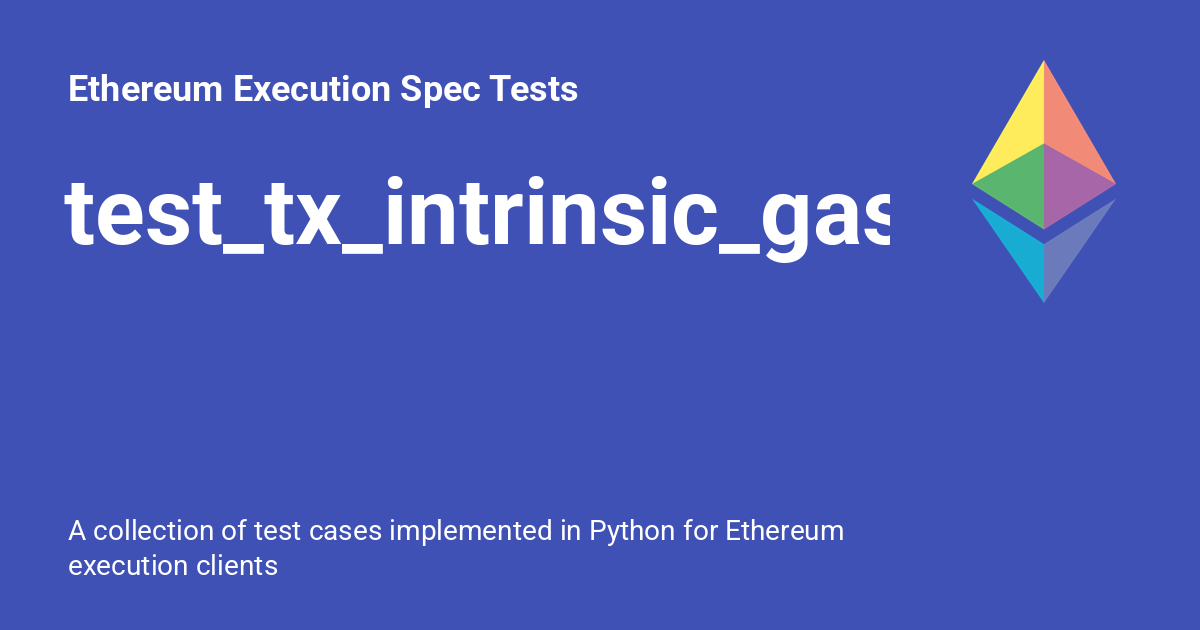 Ethereum Execution Spec Tests
test_tx_intrinsic_gas
A collection of test cases implemented in Python for Ethereum
execution clients